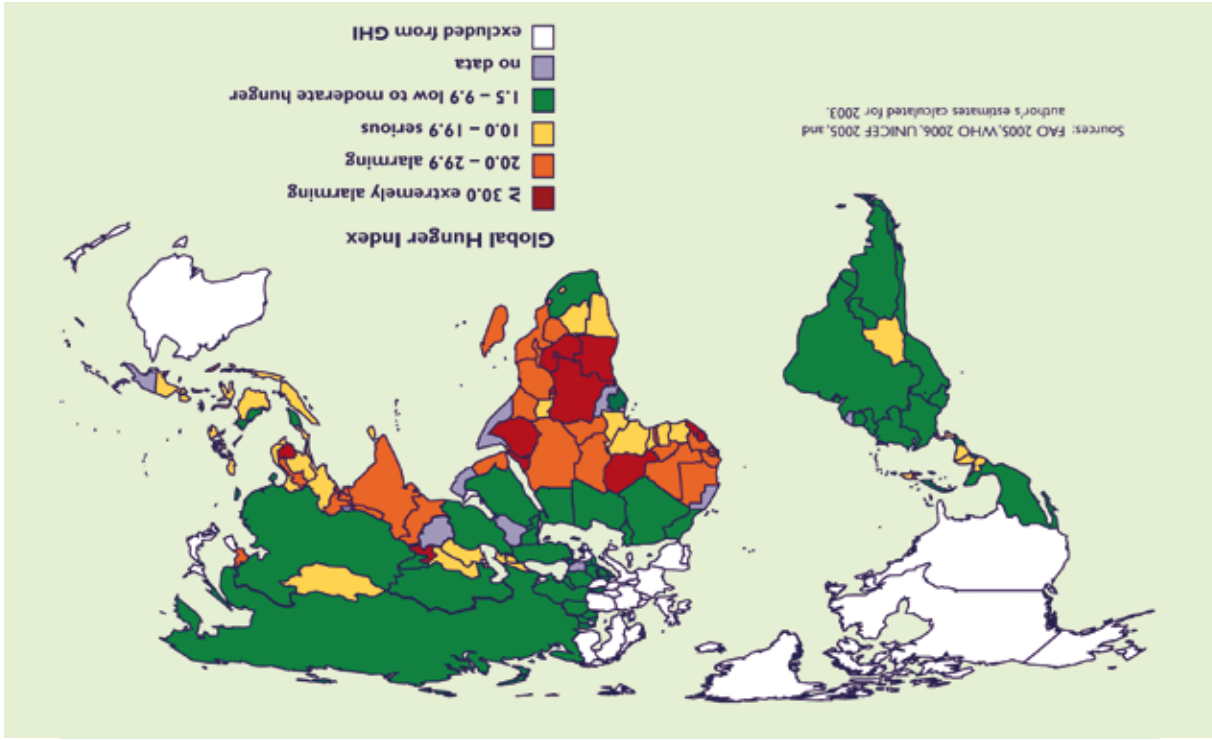 Sources: FAO 2005, WHO 2006, UNICEF 2005, and
author's estimates calculated for 2003.
Global Hunger Index
≥ 30.0 extremely alarming
20.0 – 29.9 alarming
10.0 – 19.9 serious
1.5 – 9.9 low to moderate hunger
no data
excluded from GHI